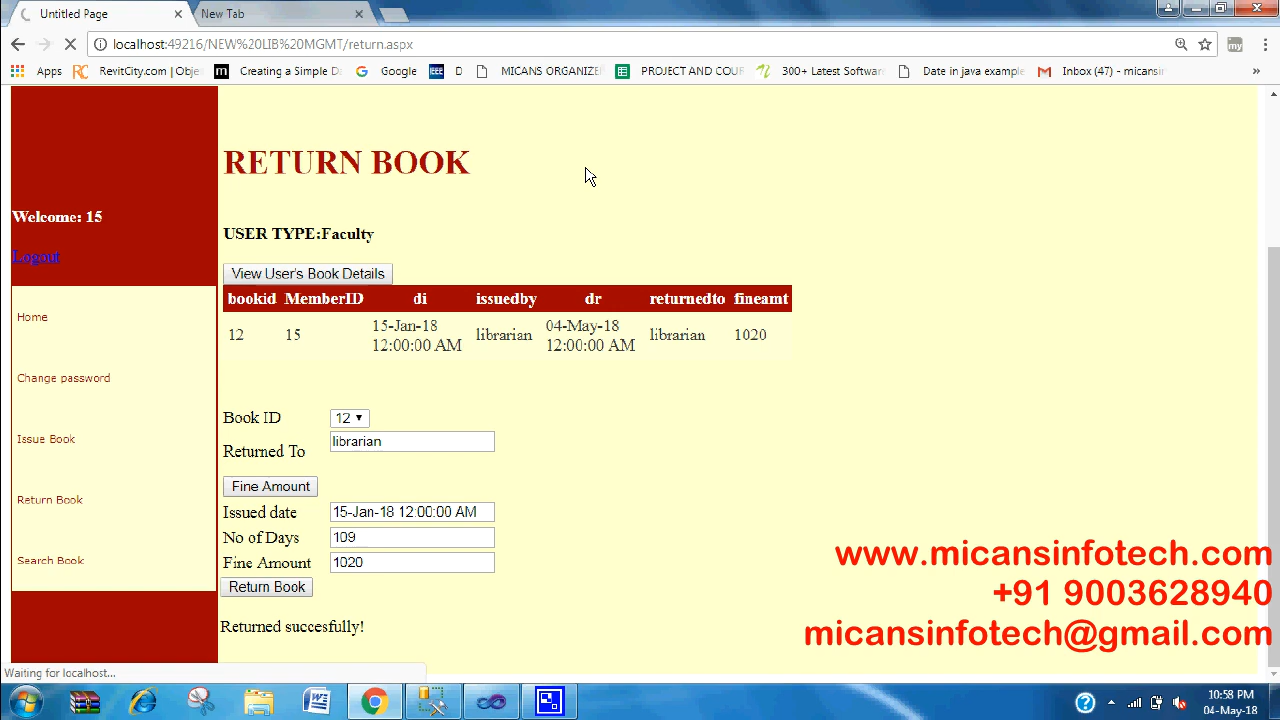 Untitled Page
New Tab
localhost:49216/NEW%20LIB%20MGMT/return.aspx
my
Apps
RC RevitCity.com | Obje
m Creating a Simple D
G Google
IEEE D
MICANS ORGANIZE
PROJECT AND COUR
300+ Latest Softwar
Date in java example
Inbox (47) - micansin
»
RETURN BOOK
Welcome: 15
Logout
Home
Change password
Issue Book
Return Book
Search Book
USER TYPE:Faculty
View User's Book Details
bookid MemberID di issuedby dr returnedto fineamt
12 15 15-Jan-18 12:00:00 AM librarian 04-May-18 12:00:00 AM librarian 1020
Book ID 12
Returned To librarian
Fine Amount
Issued date 15-Jan-18 12:00:00 AM
No of Days 109
Fine Amount 1020
Return Book
Returned succesfully!
www.micansinfotech.com
+91 9003628940
micansinfotech@gmail.com
Waiting for localhost...
10:58 PM
04-May-18